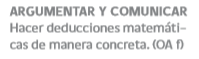 ARGUMENTAR Y COMUNICAR
Hacer deducciones matemáti-
cas de manera concreta. (OA f)